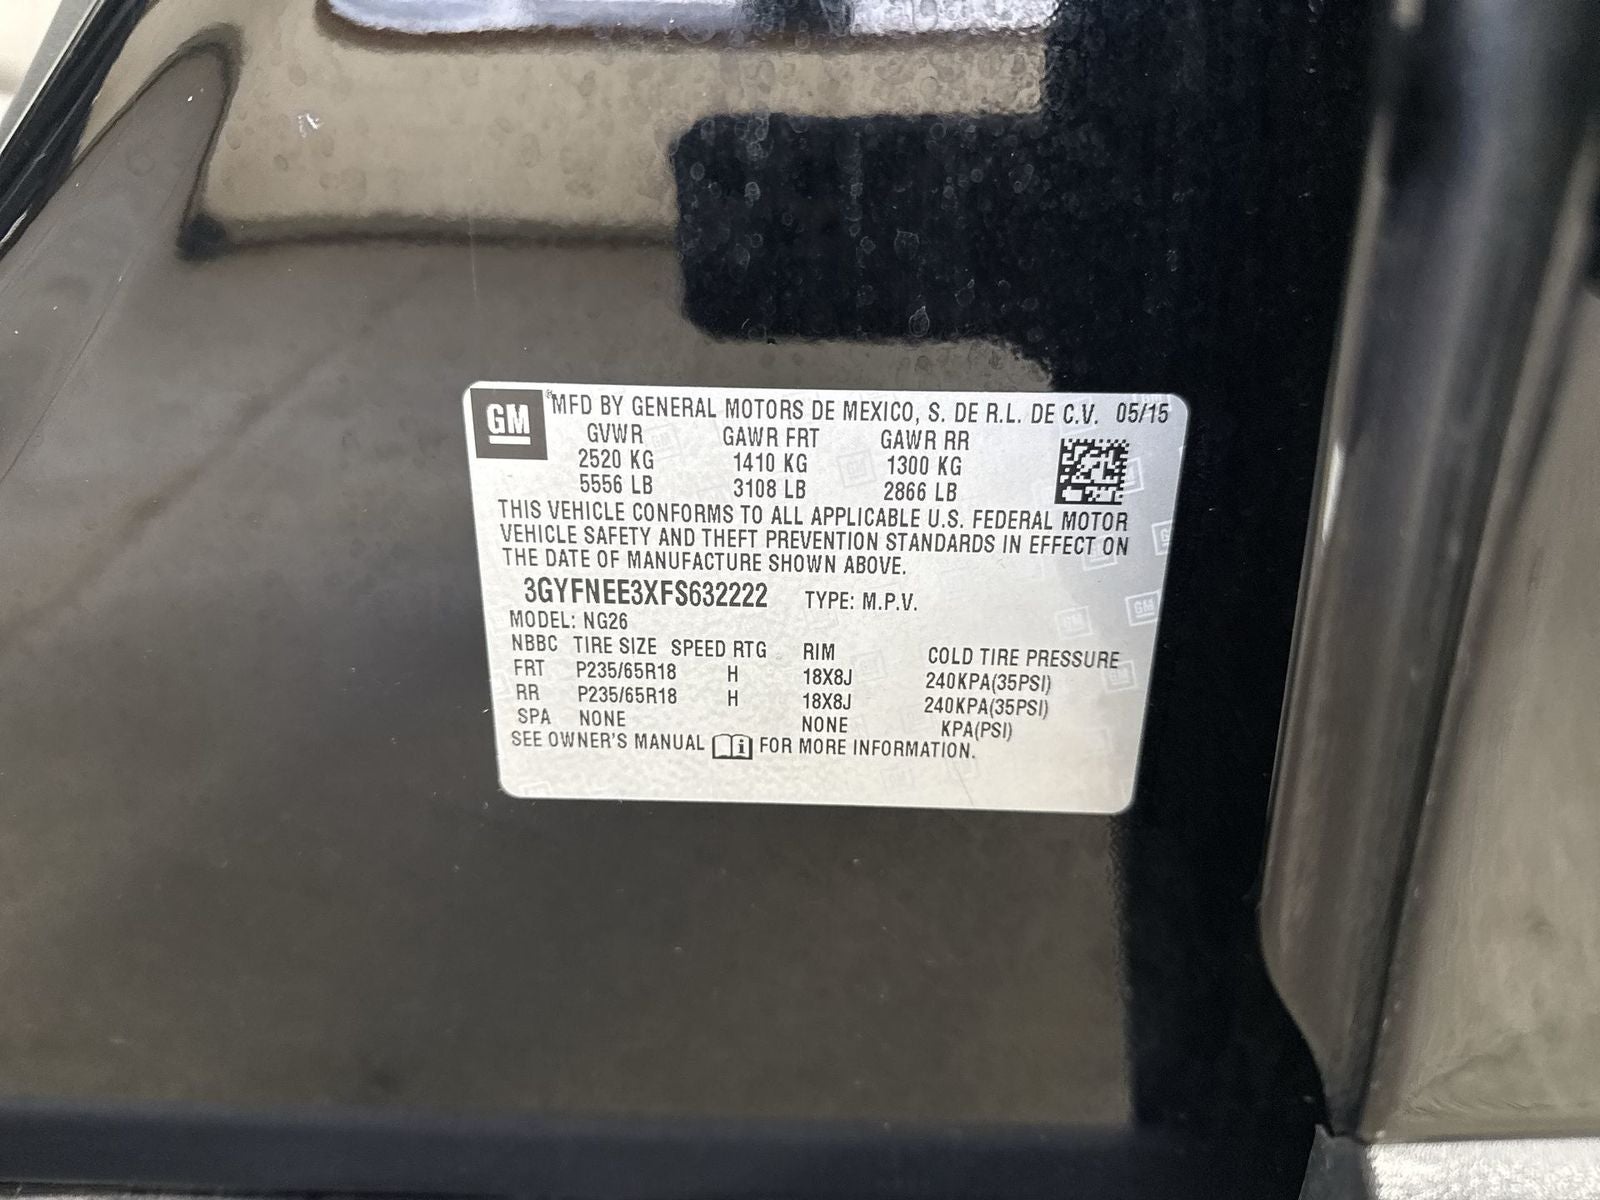 GM MFD BY GENERAL MOTORS DE MEXICO, S. DE R.L. DE C.V. 05/15
GVWR GAWR FRT GAWR RR
2520 KG 1410 KG 1300 KG
5556 LB 3108 LB 2866 LB
THIS VEHICLE CONFORMS TO ALL APPLICABLE U.S. FEDERAL MOTOR
VEHICLE SAFETY AND THEFT PREVENTION STANDARDS IN EFFECT ON
THE DATE OF MANUFACTURE SHOWN ABOVE.
3GYFNEE3XFS632222 TYPE: M.P.V.
MODEL: NG26
NBBC TIRE SIZE SPEED RTG RIM COLD TIRE PRESSURE
FRT P235/65R18 H 18X8J 240KPA(35PSI)
RR P235/65R18 H 18X8J 240KPA(35PSI)
SPA NONE NONE KPA(PSI)
SEE OWNER'S MANUAL FOR MORE INFORMATION.